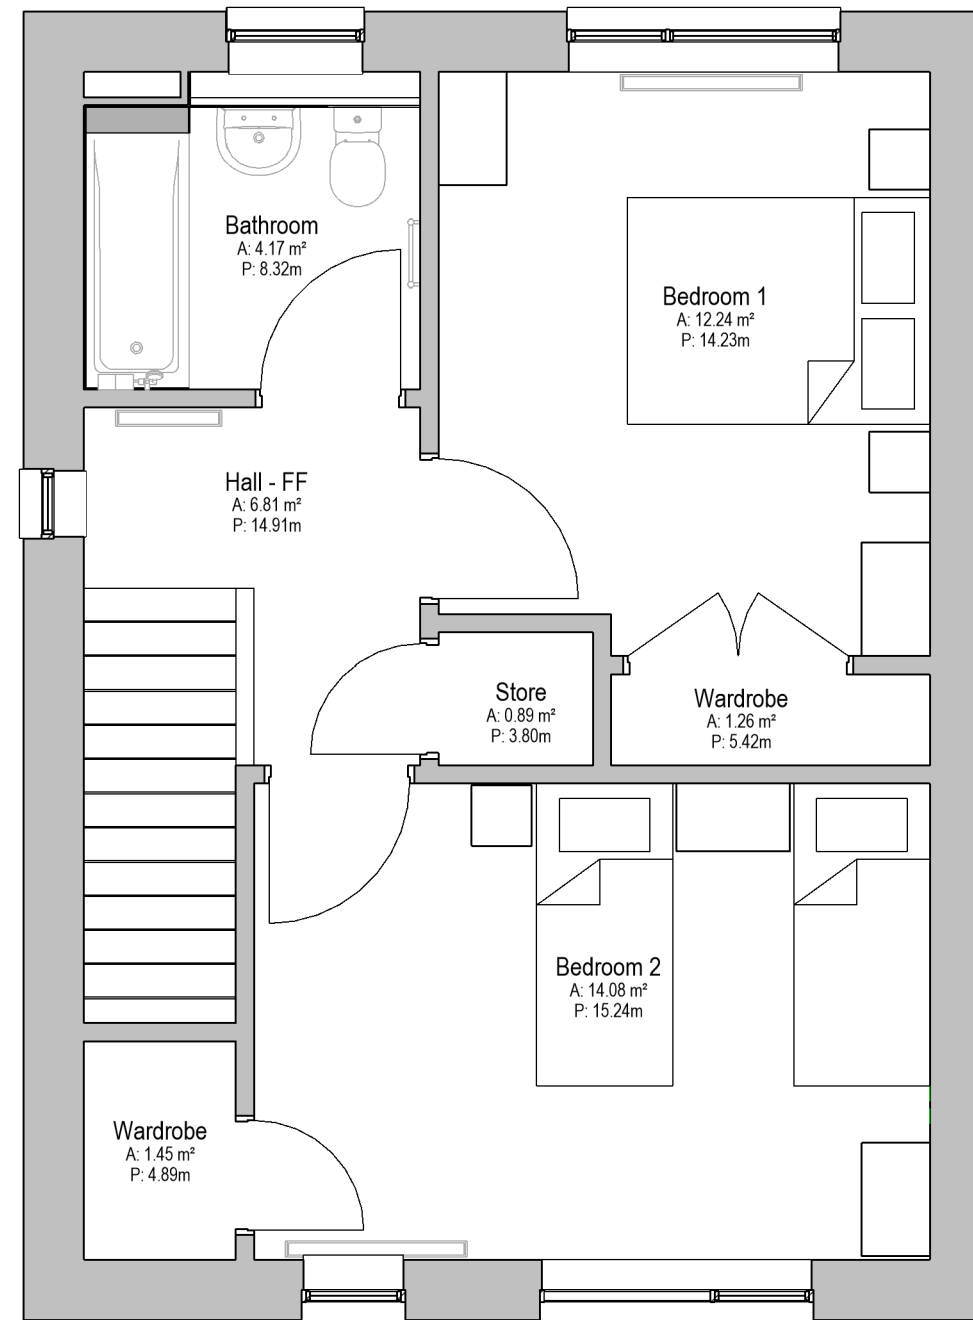 Bathroom
A: 4.17 m²
P: 8.32m
Bedroom 1
A: 12.24 m²
P: 14.23m
Hall - FF
A: 6.81 m²
P: 14.91m
Store
A: 0.89 m²
P: 3.80m
Wardrobe
A: 1.26 m²
P: 5.42m
Bedroom 2
A: 14.08 m²
P: 15.24m
Wardrobe
A: 1.45 m²
P: 4.89m